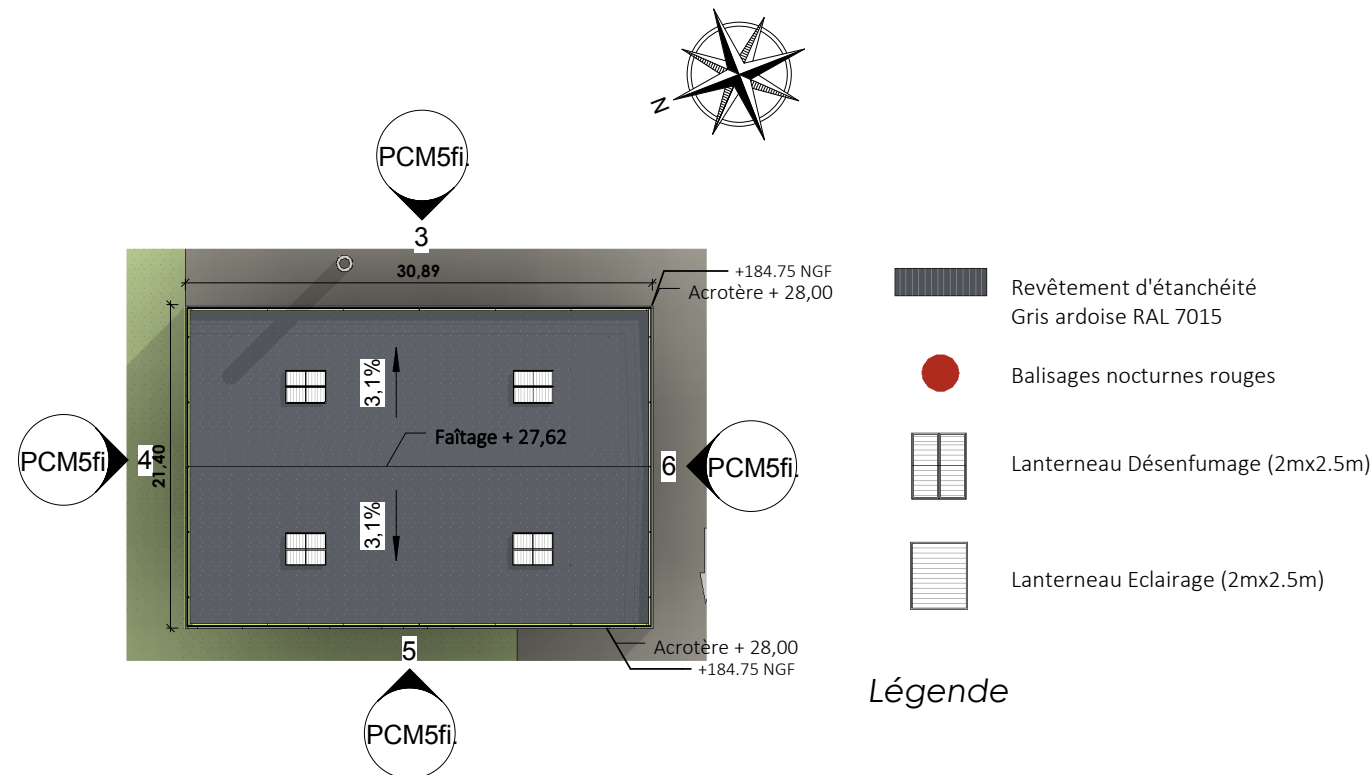 N
PCM5fi.
3
30,89
+184.75 NGF
Acrotère + 28,00
3,1%
Faîtage + 27,62
PCM5fi.
4
21,40
6
PCM5fi.
3,1%
Acrotère + 28,00
+184.75 NGF
5
PCM5fi.
Revêtement d'étanchéité
Gris ardoise RAL 7015
Balisages nocturnes rouges
Lanterneau Désenfumage (2mx2.5m)
Lanterneau Eclairage (2mx2.5m)
Légende